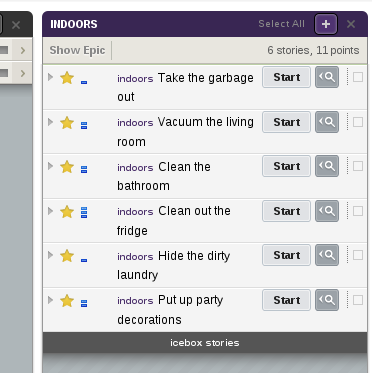 INDOORS Select All
Show Epic 6 stories, 11 points
indoors Take the garbage Start
out
indoors Vacuum the living Start
room
indoors Clean the Start
bathroom
indoors Clean out the Start
fridge
indoors Hide the dirty Start
laundry
indoors Put up party Start
decorations
icebox stories